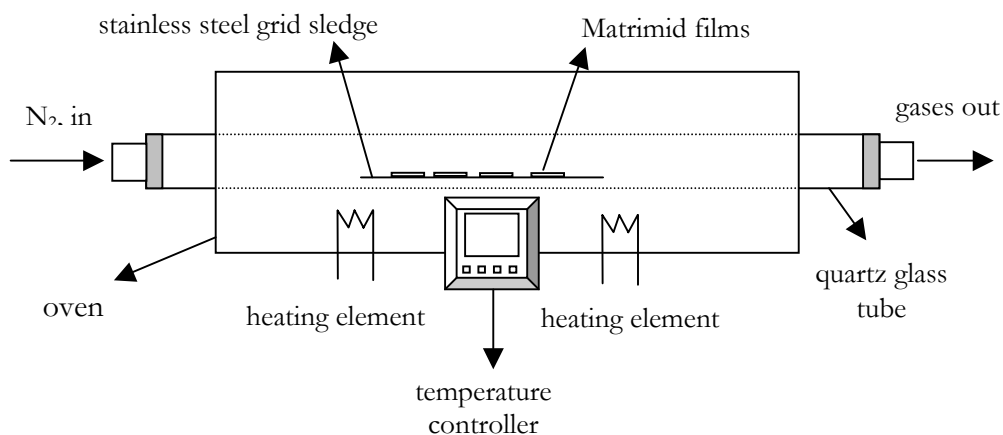 stainless steel grid sledge
Matrimid films
N₂, in
gases out
oven
heating element
heating element
quartz glass
tube
temperature
controller